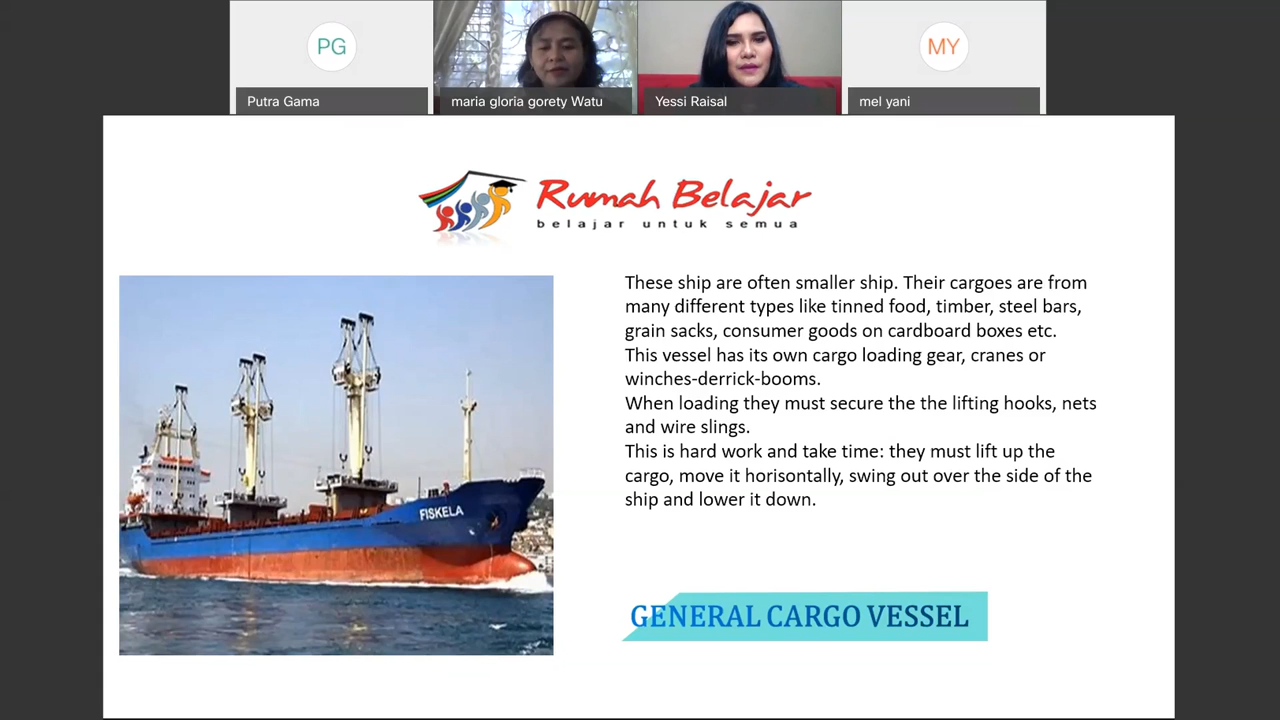 PG
MY
Putra Gama
maria gloria gorety Watu
Yessi Raisal
mel yani
Rumah Belajar
belajar untuk semua
These ship are often smaller ship. Their cargoes are from
many different types like tinned food, timber, steel bars,
grain sacks, consumer goods on cardboard boxes etc.
This vessel has its own cargo loading gear, cranes or
winches-derrick-booms.
When loading they must secure the the lifting hooks, nets
and wire slings.
This is hard work and take time: they must lift up the
cargo, move it horisontally, swing out over the side of the
ship and lower it down.
FISKELA
GENERAL CARGO VESSEL